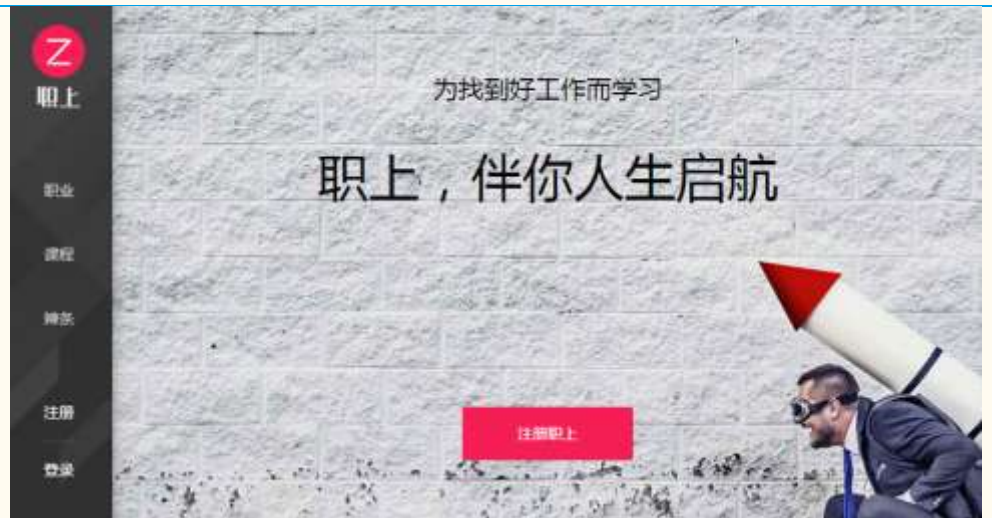 Z
职上
职业
课程
辣条
注册
登录
为找到好工作而学习
职上，伴你人生启航
注册职上